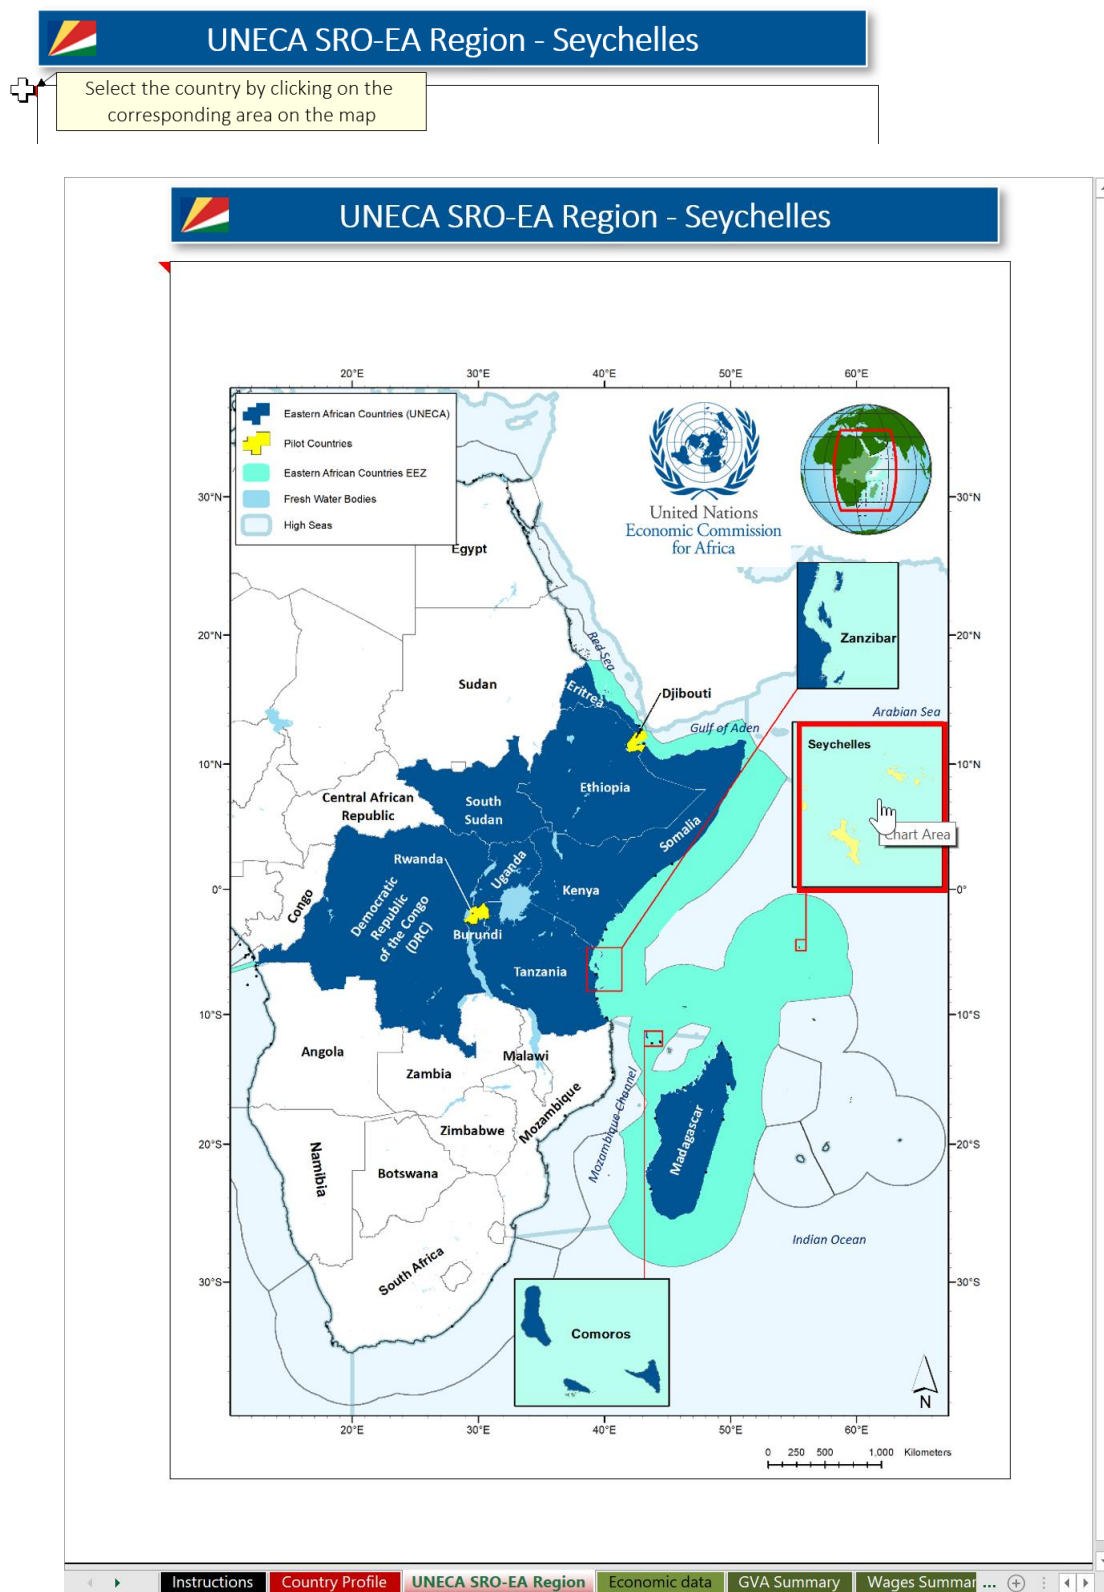 UNECA SRO-EA Region - Seychelles
Select the country by clicking on the
corresponding area on the map
UNECA SRO-EA Region - Seychelles
20°E 30°E 40°E 50°E 60°E
Eastern African Countries (UNECA)
Pilot Countries
Eastern African Countries EEZ
Fresh Water Bodies
High Seas
United Nations
Economic Commission
for Africa
30°N 30°N
Egypt
Zanzibar
20°N 20°N
Red Sea
Sudan
Eritrea
Djibouti
Arabian Sea
Gulf of Aden
Seychelles
10°N 10°N
Ethiopia
Central African
Republic
South
Sudan
Chart Area
Somalia
Rwanda
Uganda
Kenya
0° 0°
Congo
Democratic
Republic
of the Congo
(DRC)
Burundi
Tanzania
10°S 10°S
Angola
Malawi
Zambia
Mozambique
Mozambique Channel
Zimbabwe
Madagascar
20°S 20°S
Namibia
Botswana
Indian Ocean
South Africa
30°S 30°S
Comoros
N
20°E 30°E 40°E 50°E 60°E
0 250 500 1,000 Kilometers
Instructions Country Profile UNECA SRO-EA Region Economic data GVA Summary Wages Summar ...